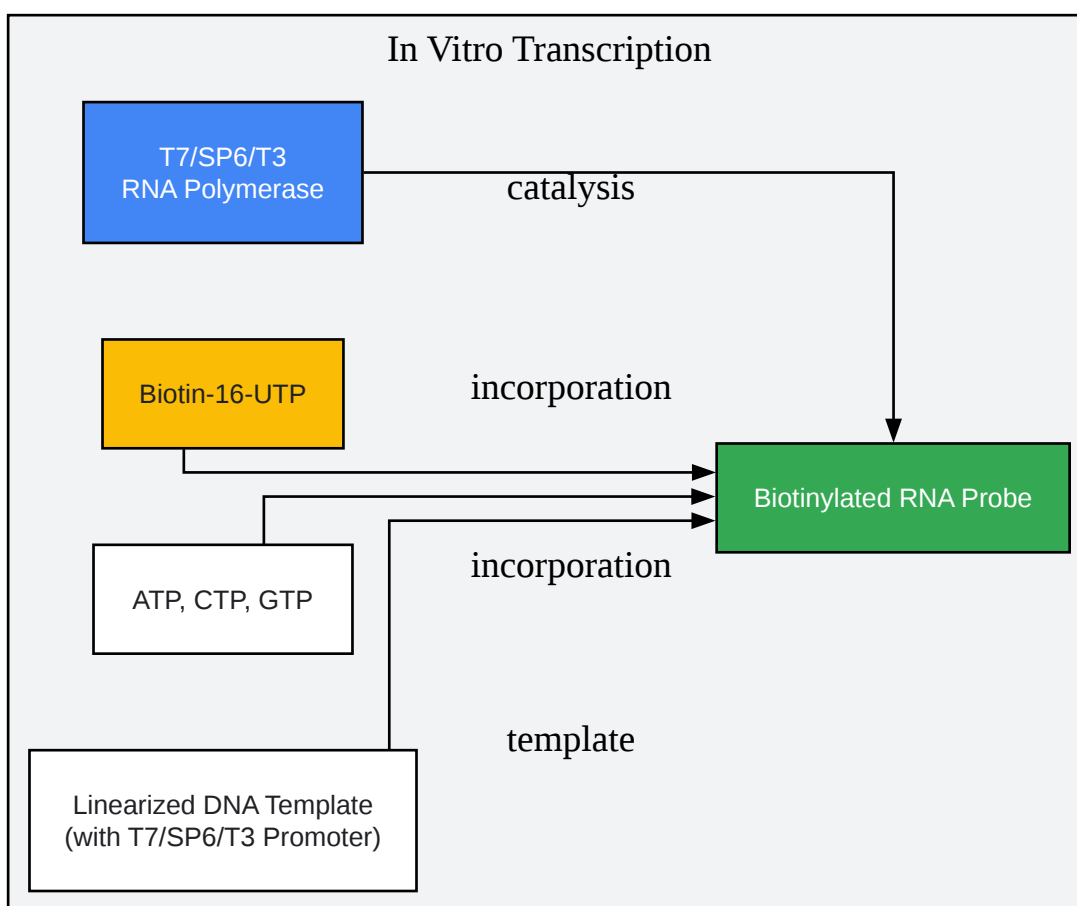 In Vitro Transcription
T7/SP6/T3
RNA Polymerase
catalysis
Biotin-16-UTP
incorporation
Biotinylated RNA Probe
incorporation
ATP, CTP, GTP
template
Linearized DNA Template
(with T7/SP6/T3 Promoter)